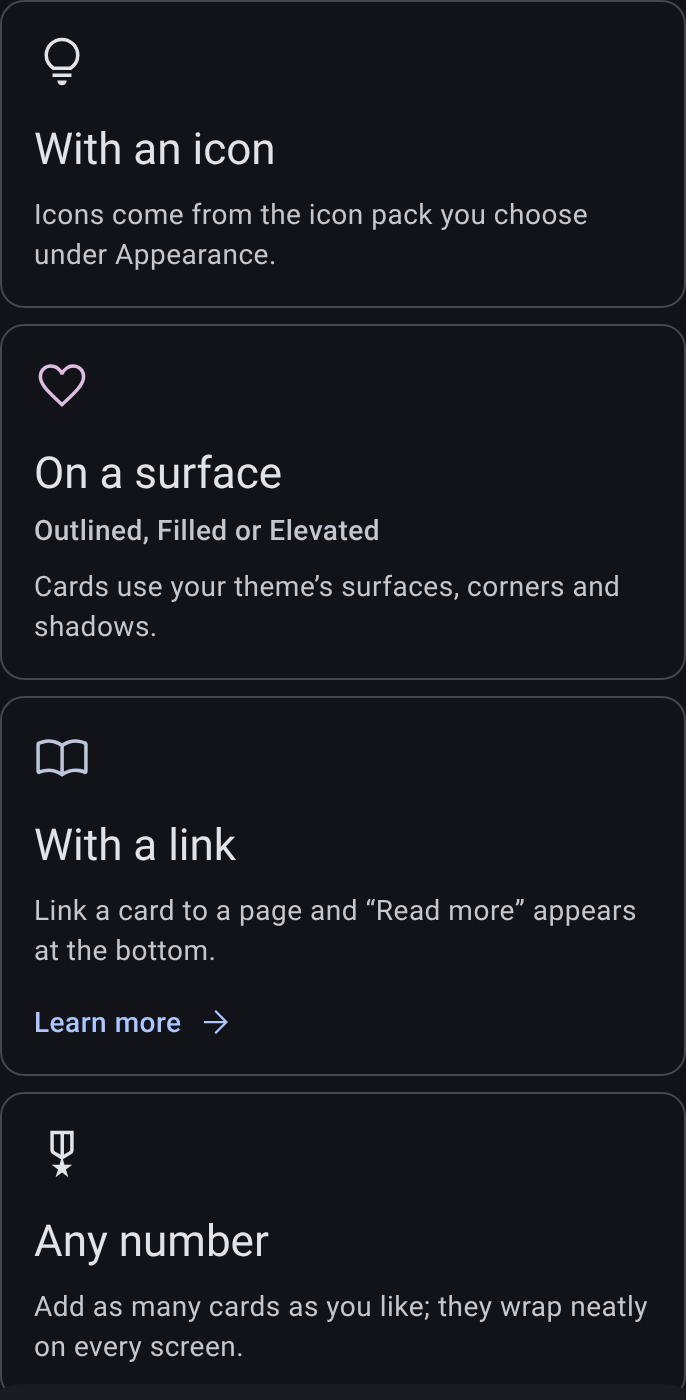 With an icon
Icons come from the icon pack you choose
under Appearance.
On a surface
Outlined, Filled or Elevated
Cards use your theme’s surfaces, corners and
shadows.
With a link
Link a card to a page and “Read more” appears
at the bottom.
Learn more
Any number
Add as many cards as you like; they wrap neatly
on every screen.